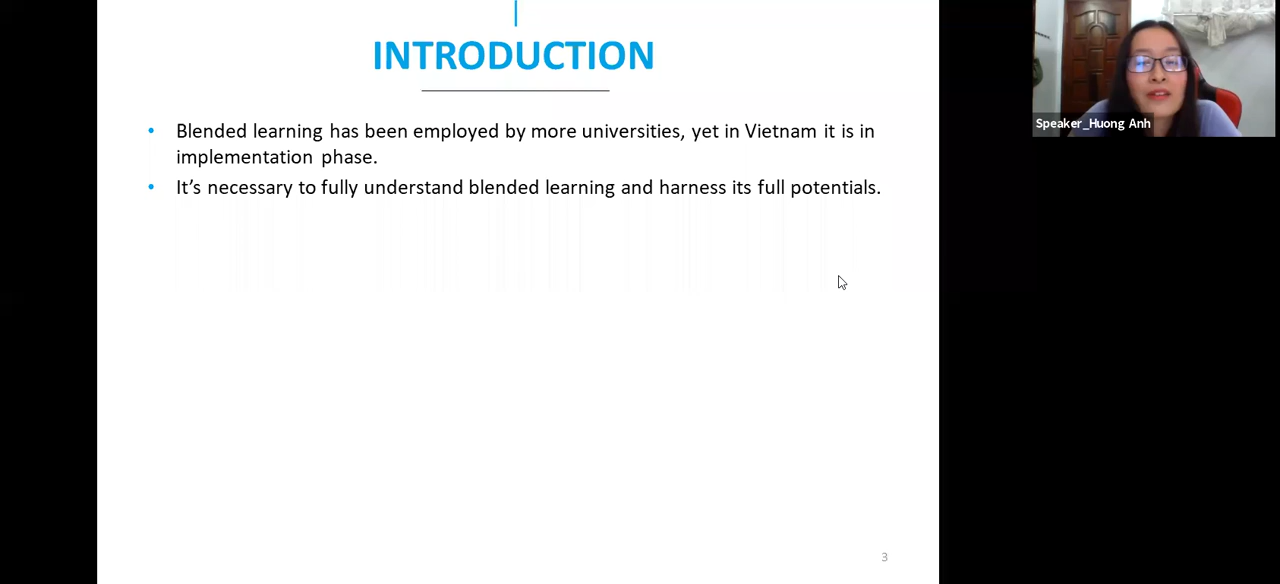 INTRODUCTION
• Blended learning has been employed by more universities, yet in Vietnam it is in
implementation phase.
• It’s necessary to fully understand blended learning and harness its full potentials.
3
Speaker_Huong Anh